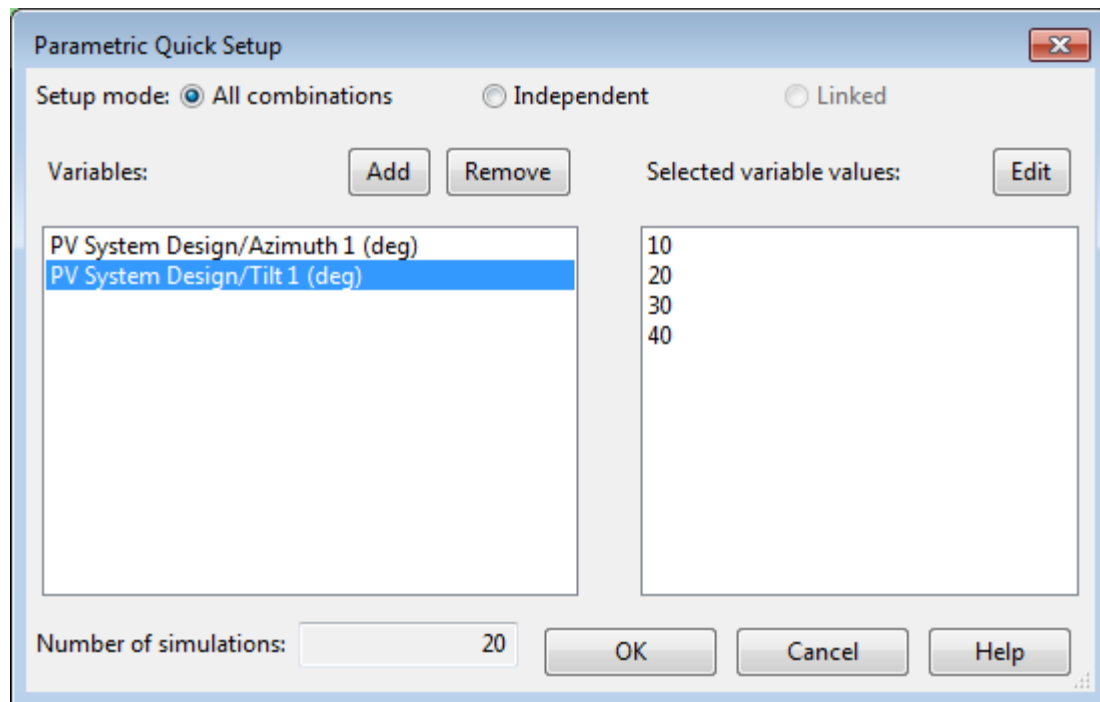 Parametric Quick Setup
Setup mode: All combinations Independent Linked
Variables: Add Remove Selected variable values: Edit
PV System Design/Azimuth 1 (deg)
PV System Design/Tilt 1 (deg)
10
20
30
40
Number of simulations: 20 OK Cancel Help